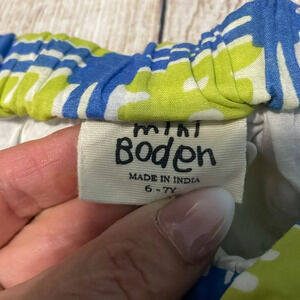 mini
Boden
MADE IN INDIA
6 - 7Y